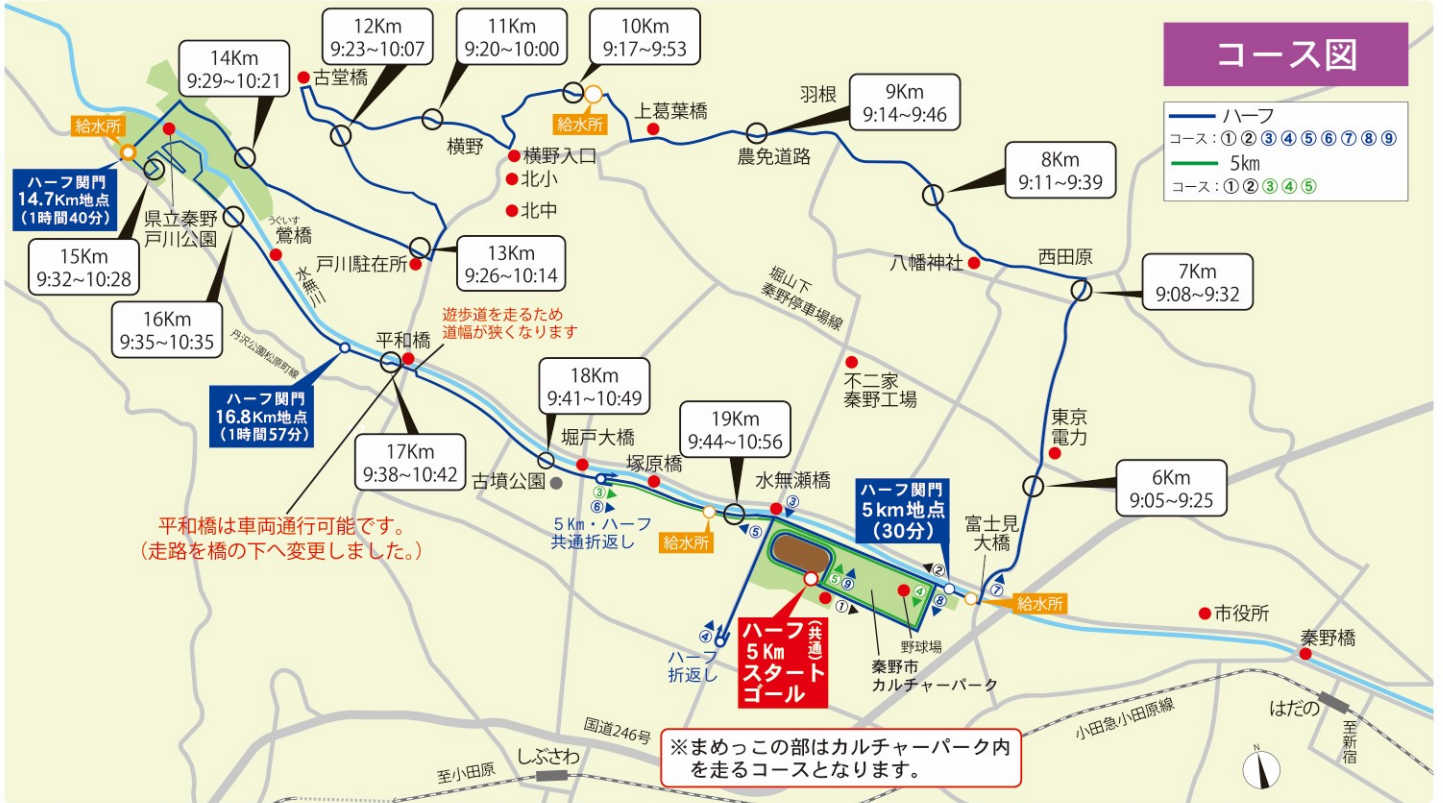 コース図
ハーフ
コース：①②③④⑤⑥⑦⑧⑨
5km
コース：①②③④⑤
12Km
9:23~10:07
11Km
9:20~10:00
10Km
9:17~9:53
14Km
9:29~10:21
古堂橋
給水所
横野
給水所
上葛葉橋
羽根
9Km
9:14~9:46
農免道路
横野入口
北小
北中
8Km
9:11~9:39
ハーフ関門
14.7Km地点
(1時間40分)
県立秦野
戸川公園
うぐいす
鶯橋
水無川
戸川駐在所
13Km
9:26~10:14
15Km
9:32~10:28
16Km
9:35~10:35
八幡神社
西田原
7Km
9:08~9:32
堀山下
秦野停車場線
丹沢公園松原町線
遊歩道を走るため
道幅が狭くなります
平和橋
ハーフ関門
16.8Km地点
(1時間57分)
17Km
9:38~10:42
18Km
9:41~10:49
不二家
秦野工場
東京
電力
19Km
9:44~10:56
堀戸大橋
塚原橋
古墳公園
水無瀬橋
6Km
9:05~9:25
③
⑥
5Km・ハーフ
共通折返し
給水所
⑤
③
ハーフ関門
5km地点
(30分)
富士見
大橋
平和橋は車両通行可能です。
(走路を橋の下へ変更しました。)
②
⑦
⑤
⑨
④
⑧
①
給水所
④
ハーフ
折返し
ハーフ
5Km
(共通)
スタート
ゴール
野球場
秦野市
カルチャーパーク
市役所
秦野橋
はだの
至新宿
小田急小田原線
国道246号
しぶさわ
至小田原
※まめっこの部はカルチャーパーク内
を走るコースとなります。
N